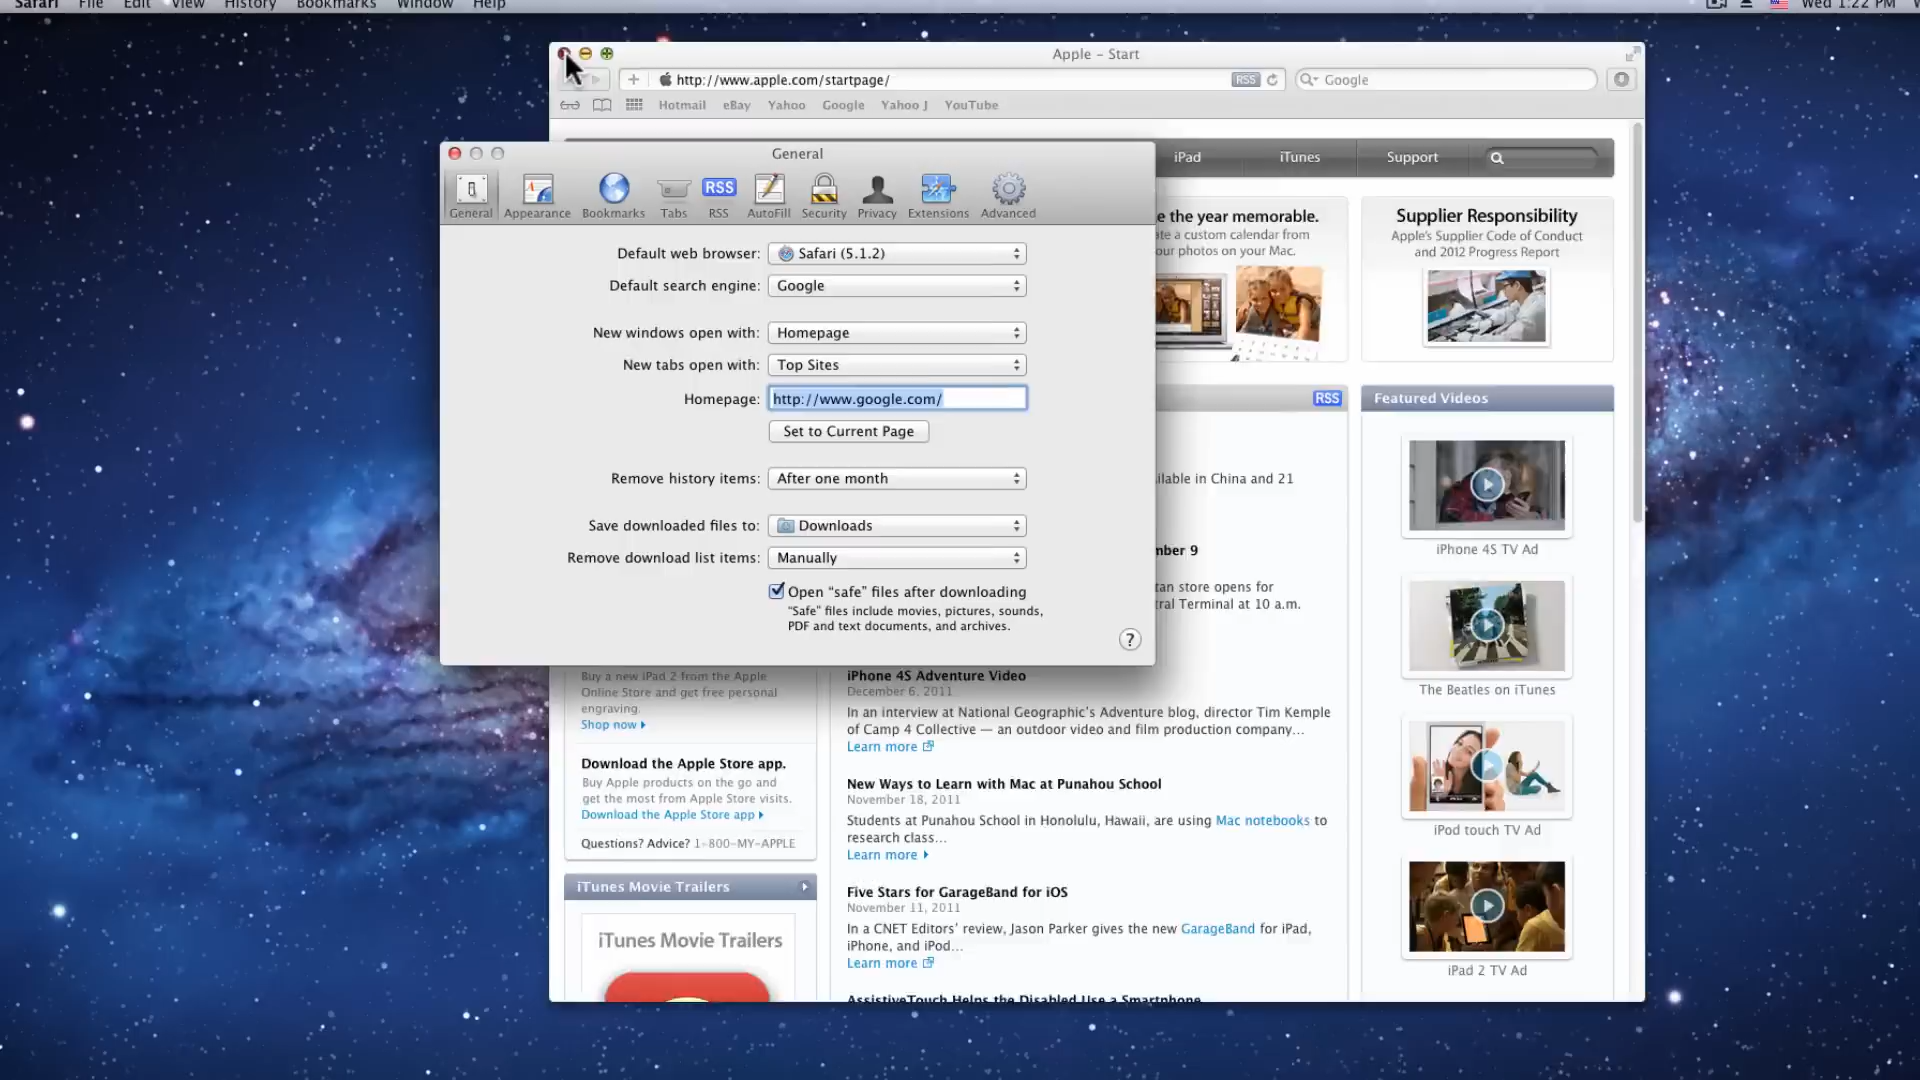 Safari File Edit View History Bookmarks Window Help Wed 1:22 PM
Apple – Start
http://www.apple.com/startpage/ RSS Google
Hotmail eBay Yahoo Google Yahoo J YouTube
General
General Appearance Bookmarks Tabs RSS AutoFill Security Privacy Extensions Advanced
RSS
Default web browser: Safari (5.1.2)
Default search engine: Google
New windows open with: Homepage
New tabs open with: Top Sites
Homepage: http://www.google.com/
Set to Current Page
Remove history items: After one month
Save downloaded files to: Downloads
Remove download list items: Manually
Open “safe” files after downloading
“Safe” files include movies, pictures, sounds,
PDF and text documents, and archives.
?
iPad iTunes Support
e the year memorable.
ate a custom calendar from
your photos on your Mac.
Supplier Responsibility
Apple's Supplier Code of Conduct
and 2012 Progress Report
RSS
ilable in China and 21
mber 9
tan store opens for
tral Terminal at 10 a.m.
Buy a new iPad 2 from the Apple
Online Store and get free personal
engraving.
Shop now
Download the Apple Store app.
Buy Apple products on the go and
get the most from Apple Store visits.
Download the Apple Store app
Questions? Advice? 1-800-MY-APPLE
iTunes Movie Trailers
iTunes Movie Trailers
iPhone 4S Adventure Video
December 6, 2011
In an interview at National Geographic's Adventure blog, director Tim Kemple
of Camp 4 Collective — an outdoor video and film production company...
Learn more
New Ways to Learn with Mac at Punahou School
November 18, 2011
Students at Punahou School in Honolulu, Hawaii, are using Mac notebooks to
research class...
Learn more
Five Stars for GarageBand for iOS
November 11, 2011
In a CNET Editors' review, Jason Parker gives the new GarageBand for iPad,
iPhone, and iPod...
Learn more
AssistiveTouch Helps the Disabled Use a Smartphone
Featured Videos
iPhone 4S TV Ad
The Beatles on iTunes
iPod touch TV Ad
iPad 2 TV Ad